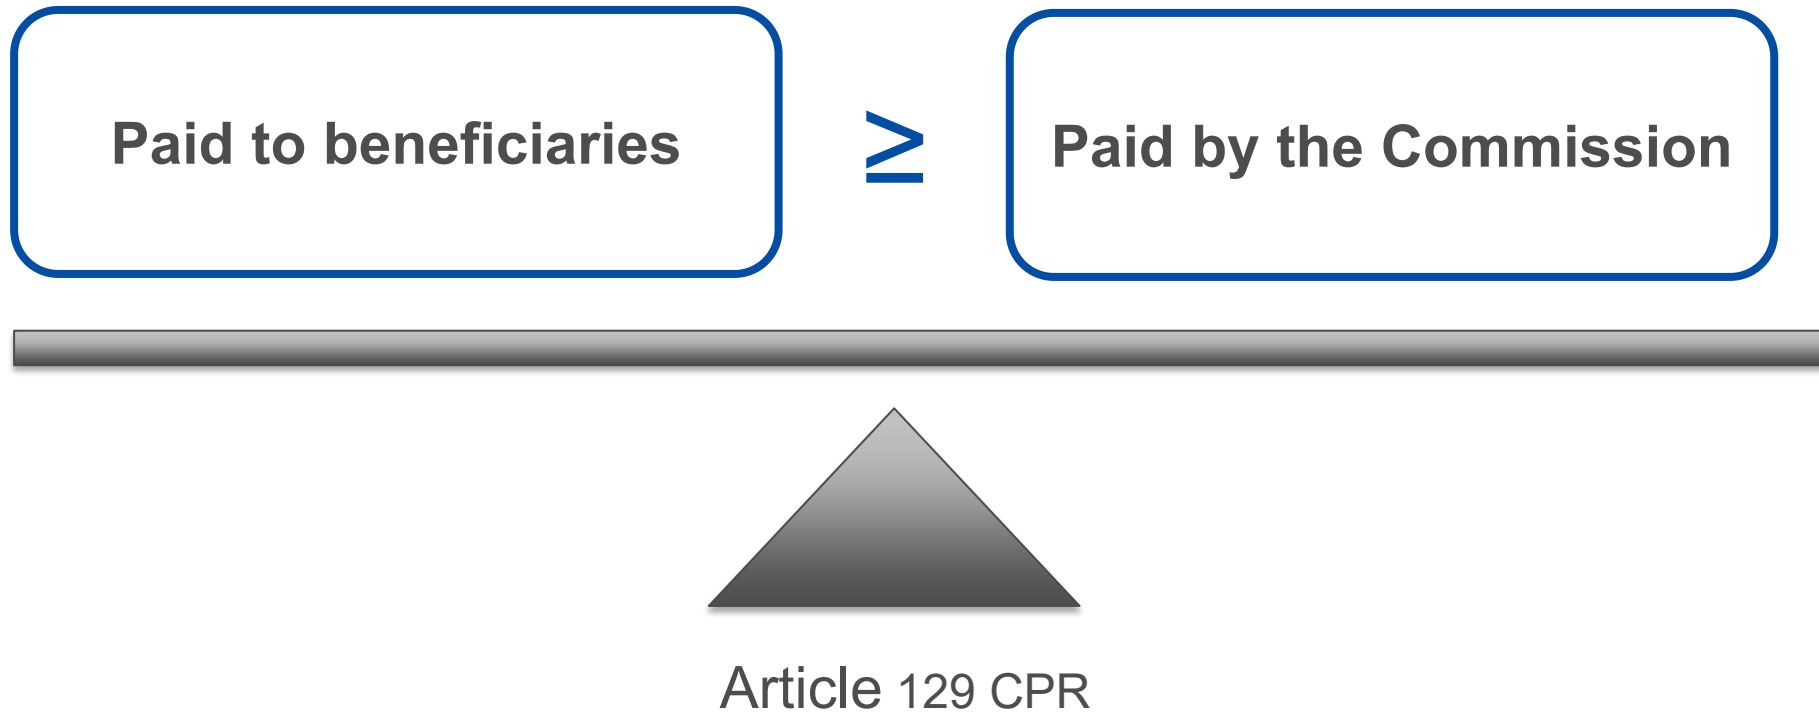 Paid to beneficiaries
≥
Paid by the Commission
Article 129 CPR